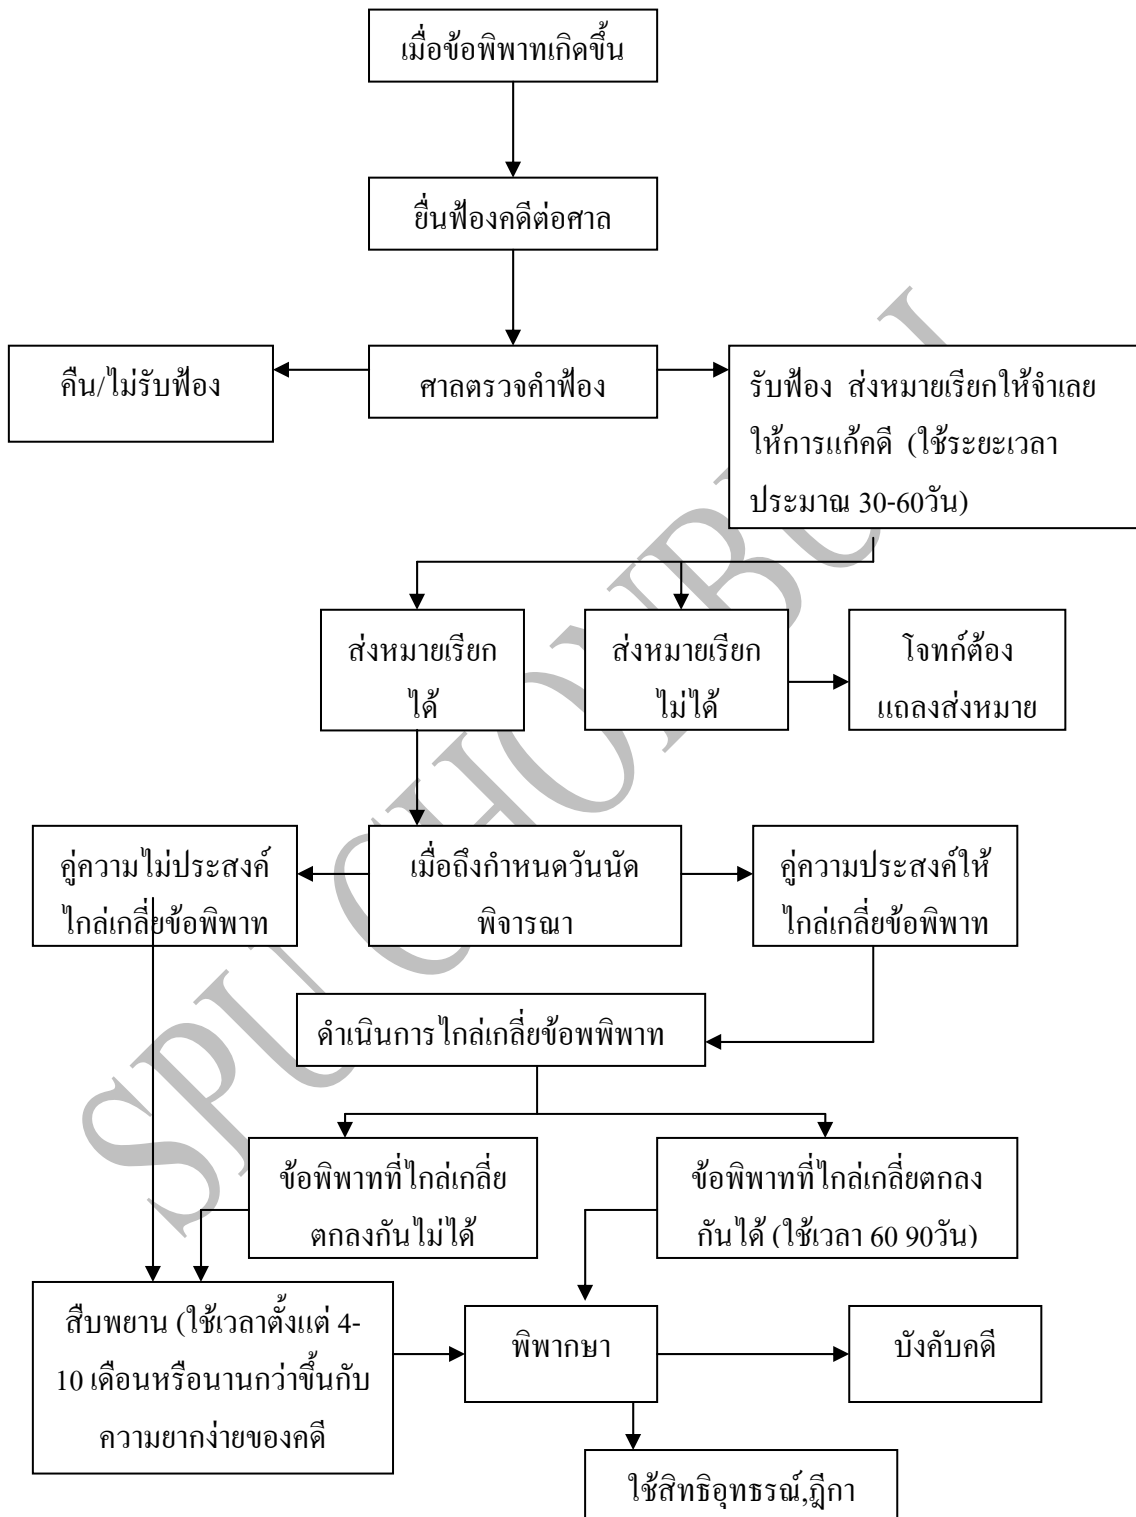 เมื่อข้อพิพาทเกิดขึ้น
ยื่นฟ้องคดีต่อศาล
คืน/ไม่รับฟ้อง
ศาลตรวจคำฟ้อง
รับฟ้อง ส่งหมายเรียกให้จำเลย
ให้การแก้คดี (ใช้ระยะเวลา
ประมาณ 30-60วัน)
ส่งหมายเรียก
ได้
ส่งหมายเรียก
ไม่ได้
โจทก์ต้อง
แถลงส่งหมาย
คู่ความไม่ประสงค์
ไกล่เกลี่ยข้อพิพาท
เมื่อถึงกำหนดวันนัด
พิจารณา
คู่ความประสงค์ให้
ไกล่เกลี่ยข้อพิพาท
ดำเนินการไกล่เกลี่ยข้อพพิพาท
ข้อพิพาทที่ไกล่เกลี่ย
ตกลงกันไม่ได้
ข้อพิพาทที่ไกล่เกลี่ยตกลง
กันได้ (ใช้เวลา 60 90วัน)
สืบพยาน (ใช้เวลาตั้งแต่ 4-
10 เดือนหรือนานกว่าขึ้นกับ
ความยากง่ายของคดี
พิพากษา
บังคับคดี
ใช้สิทธิอุทธรณ์,ฎีกา
SPU CHONBURI